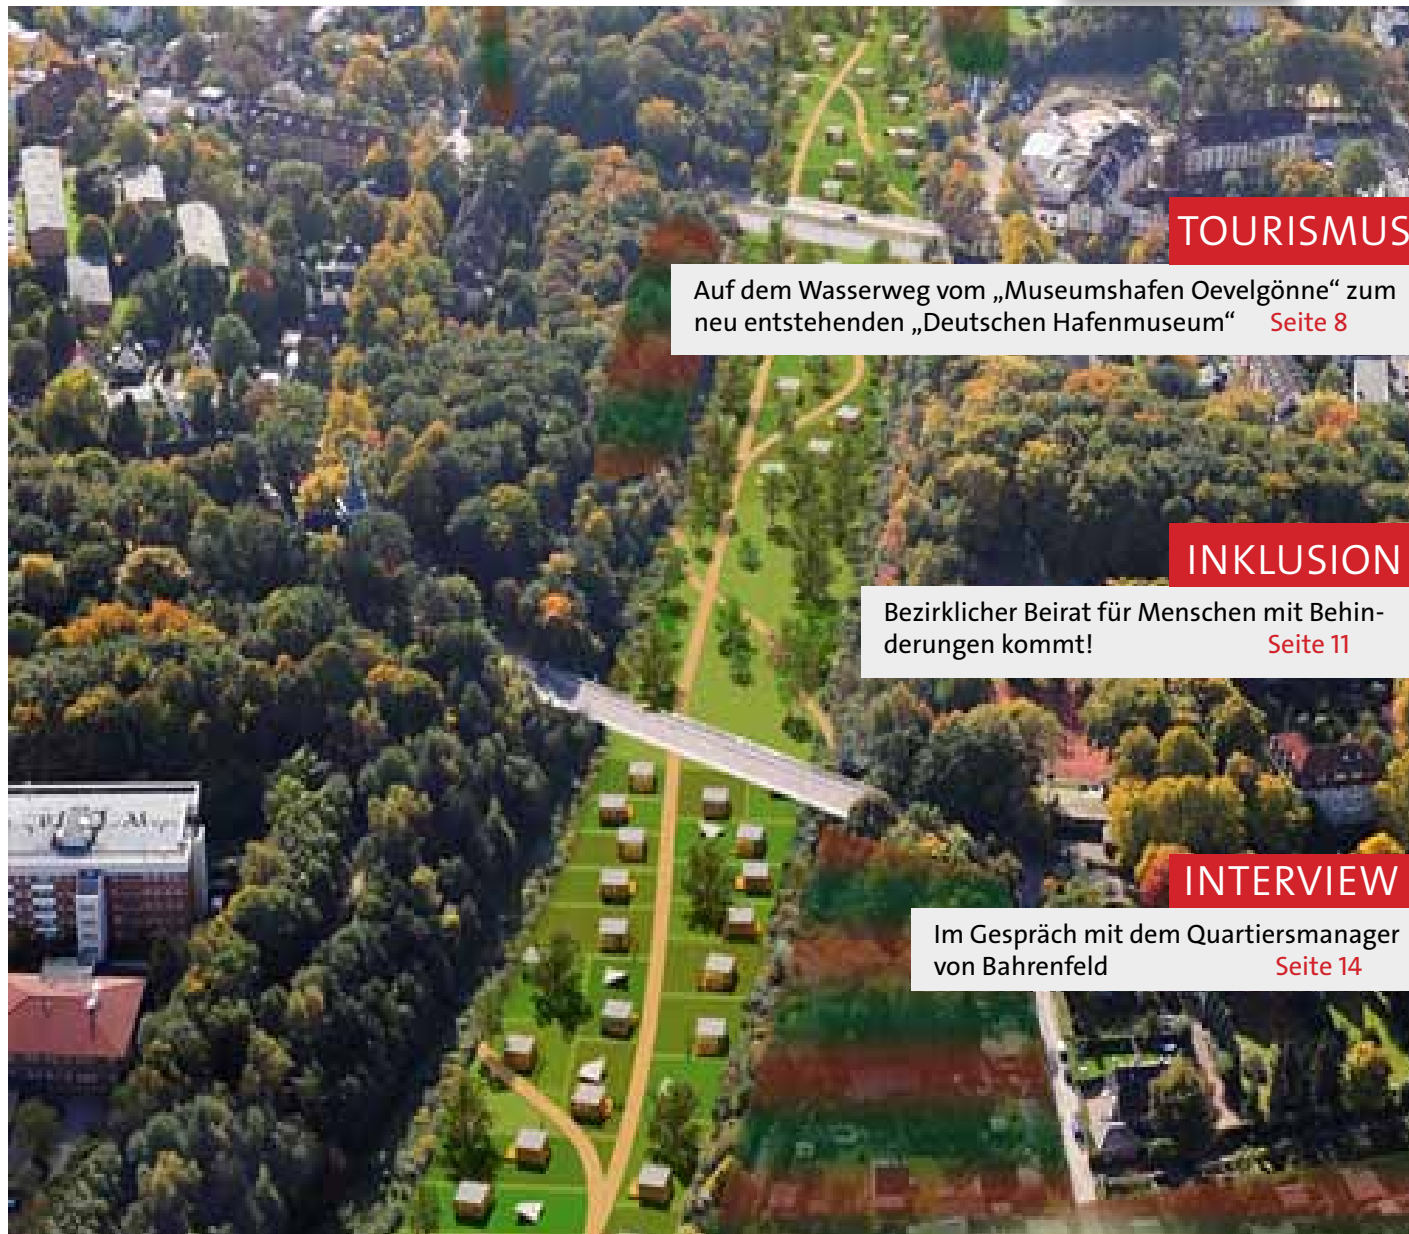 TOURISMUS
Auf dem Wasserweg vom „Museumshafen Oevelgönne“ zum
neu entstehenden „Deutschen Hafenmuseum“ Seite 8
INKLUSION
Bezirklicher Beirat für Menschen mit Behin-
derungen kommt! Seite 11
INTERVIEW
Im Gespräch mit dem Quartiersmanager
von Bahrenfeld Seite 14